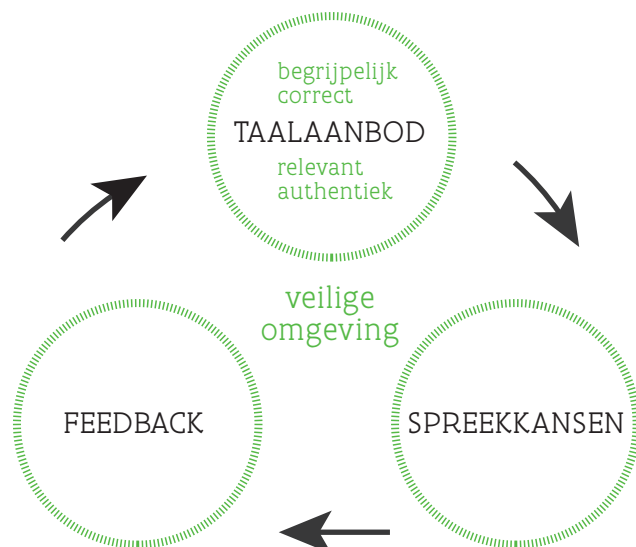 begrijpelijk
correct
TAALAANBOD
relevant
authentiek
veilige
omgeving
FEEDBACK
SPREEKKANSEN